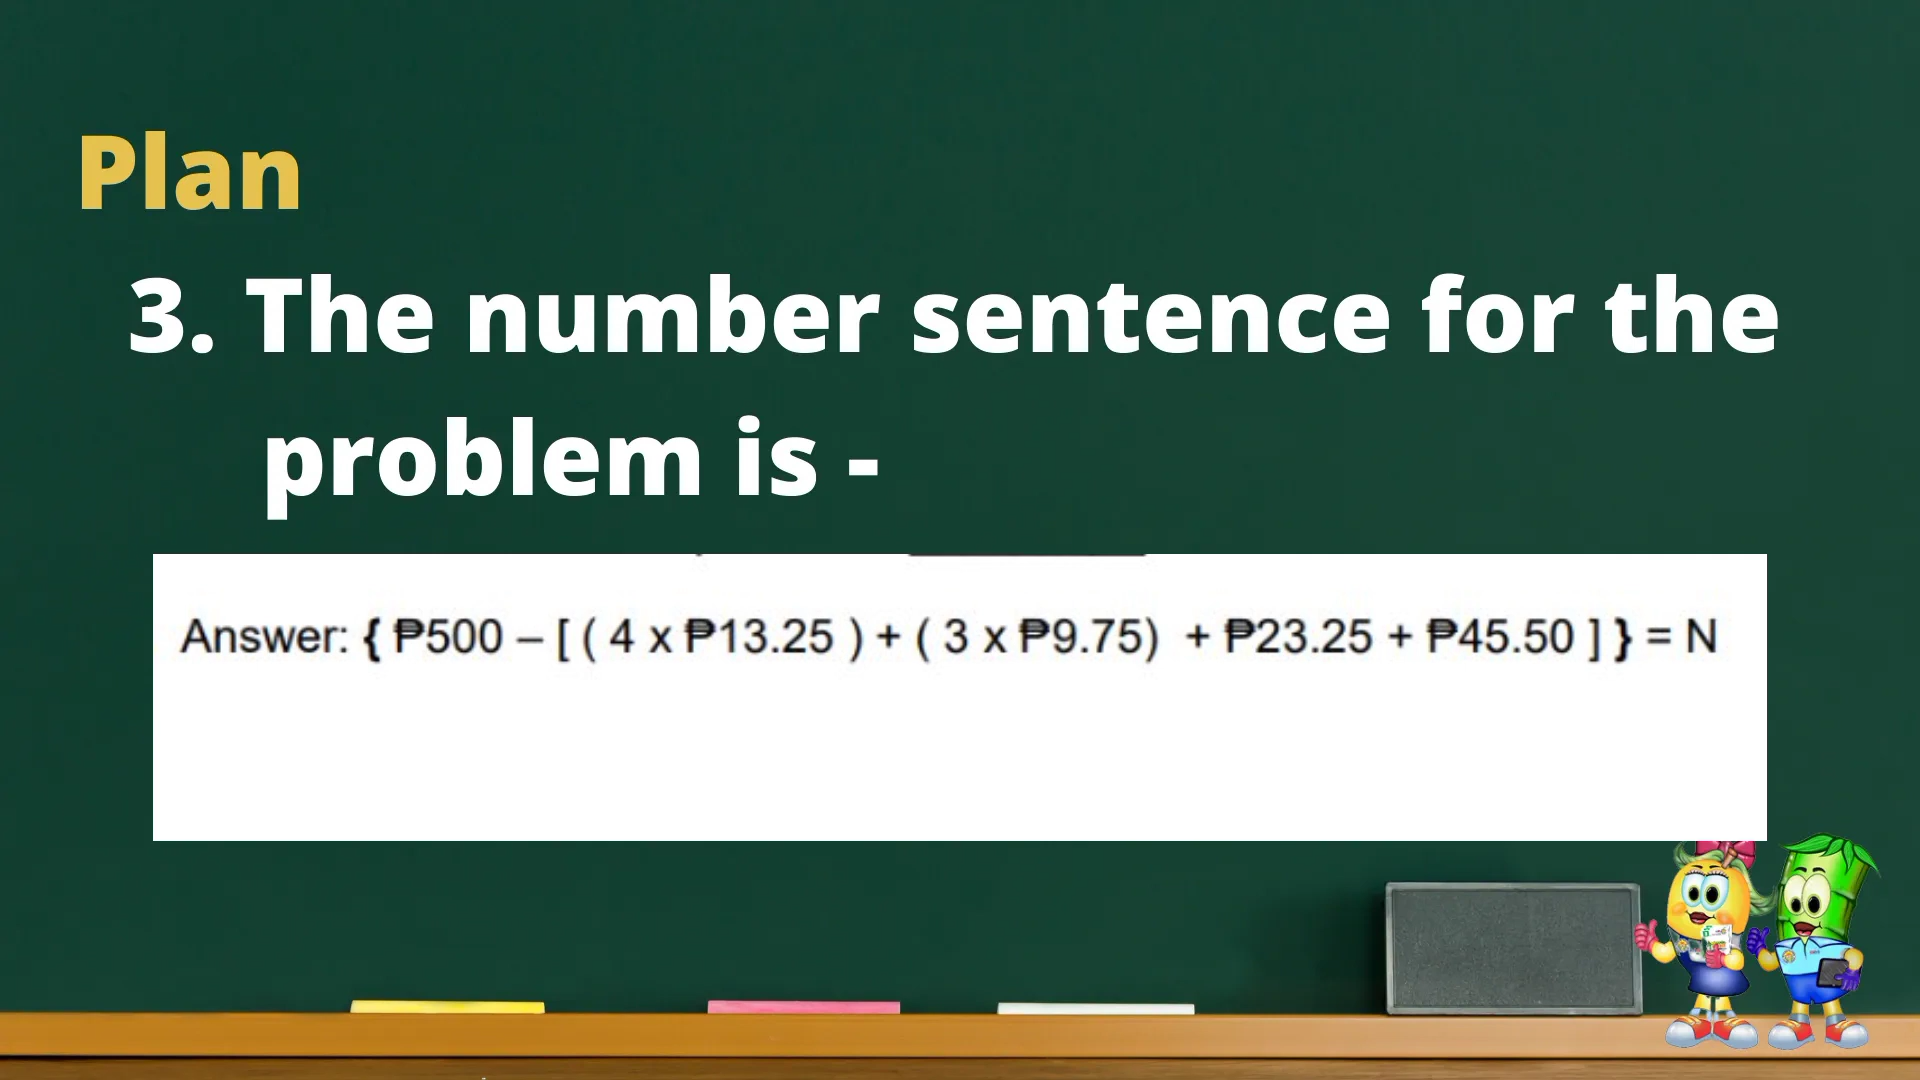 Plan
3. The number sentence for the
problem is -
Answer: { ₱500 – [ ( 4 x ₱13.25 ) + ( 3 x ₱9.75)  + ₱23.25 + ₱45.50 ] } = N